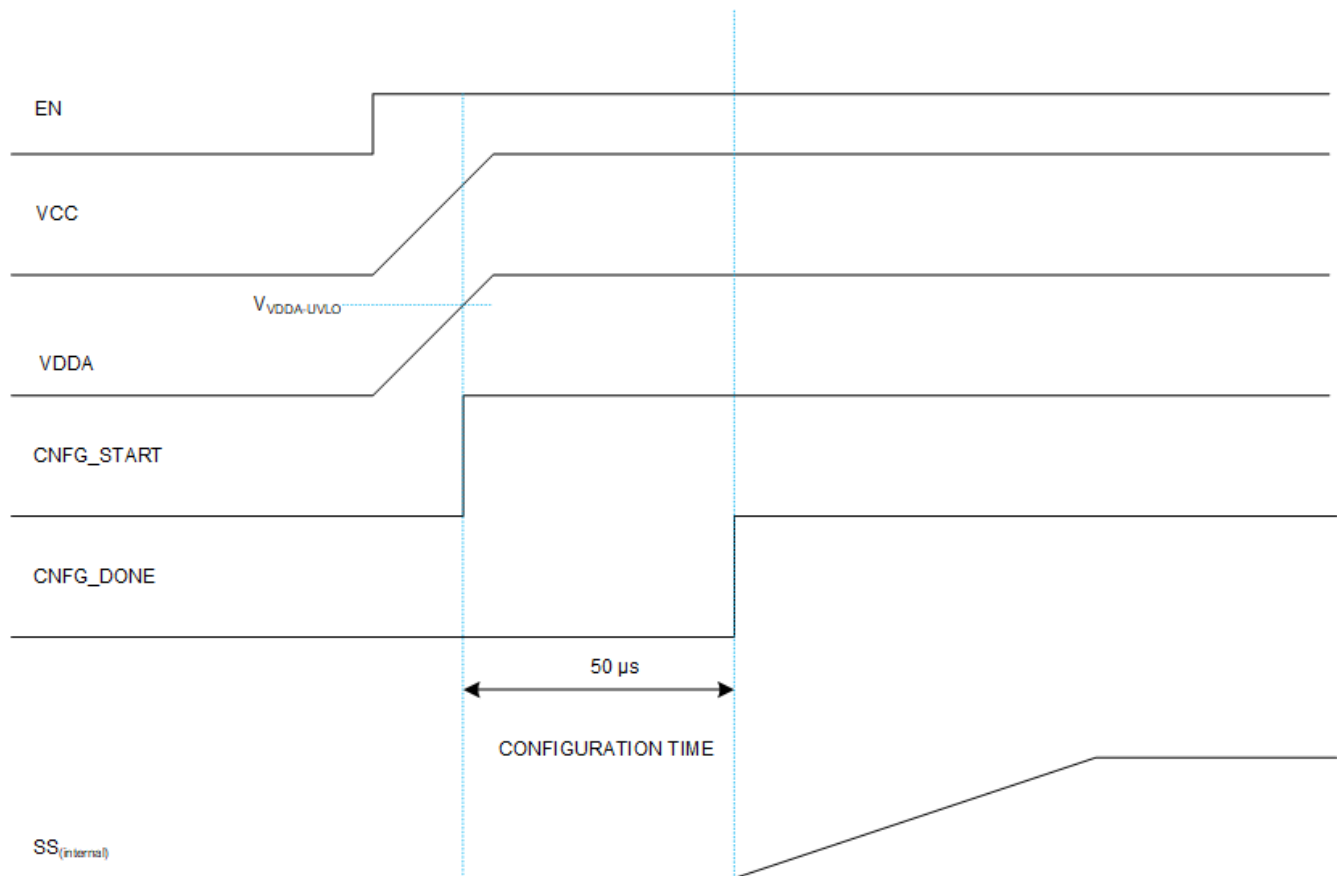 EN
VCC
VVDDA-UVLO
VDDA
CNFG_START
CNFG_DONE
50 µs
CONFIGURATION TIME
SS(internal)